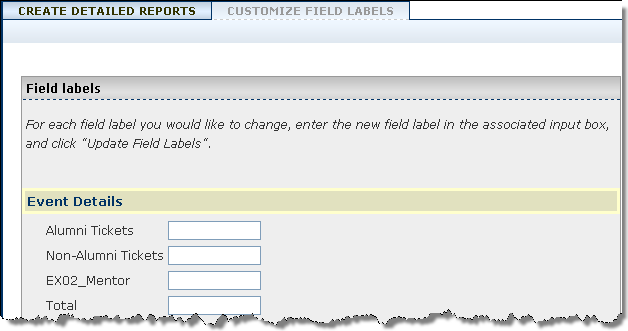 CREATE DETAILED REPORTS CUSTOMIZE FIELD LABELS
Field labels
For each field label you would like to change, enter the new field label in the associated input box,
and click "Update Field Labels".
Event Details
Alumni Tickets
Non-Alumni Tickets
EX02_Mentor
Total